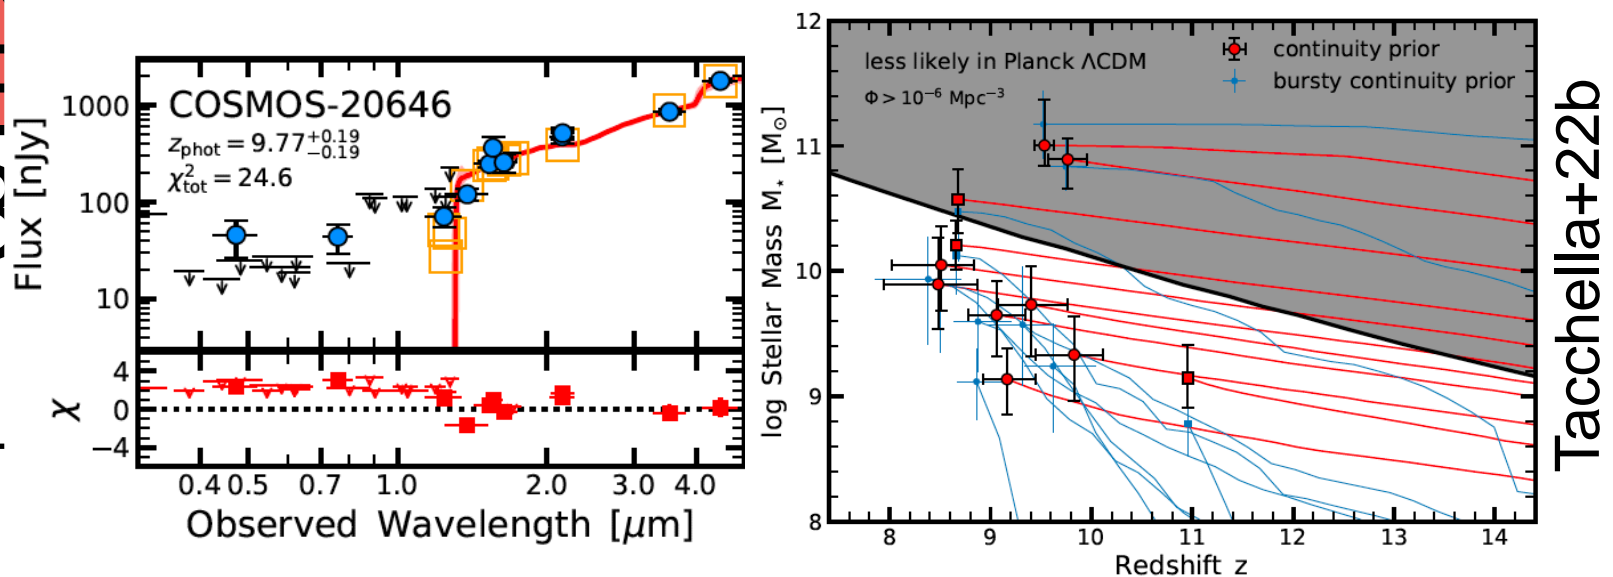 COSMOS-20646
z_phot = 9.77 +0.19 −0.19
χ²_tot = 24.6
Flux [nJy]
1000
100
10
χ
4
0
−4
0.4 0.5 0.7 1.0 2.0 3.0 4.0
Observed Wavelength [μm]
less likely in Planck ΛCDM
Φ > 10⁻⁶ Mpc⁻³
continuity prior
bursty continuity prior
log Stellar Mass M⋆ [M⊙]
12
11
10
9
8
8 9 10 11 12 13 14
Redshift z
Tacchella+22b